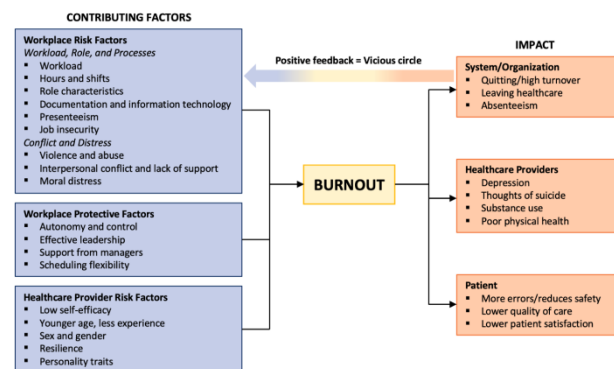 CONTRIBUTING FACTORS
Workplace Risk Factors
Workload, Role, and Processes
▪ Workload
▪ Hours and shifts
▪ Role characteristics
▪ Documentation and information technology
▪ Presenteeism
▪ Job insecurity
Conflict and Distress
▪ Violence and abuse
▪ Interpersonal conflict and lack of support
▪ Moral distress
Workplace Protective Factors
▪ Autonomy and control
▪ Effective leadership
▪ Support from managers
▪ Scheduling flexibility
Healthcare Provider Risk Factors
▪ Low self-efficacy
▪ Younger age, less experience
▪ Sex and gender
▪ Resilience
▪ Personality traits
Positive feedback = Vicious circle
BURNOUT
IMPACT
System/Organization
▪ Quitting/high turnover
▪ Leaving healthcare
▪ Absenteeism
Healthcare Providers
▪ Depression
▪ Thoughts of suicide
▪ Substance use
▪ Poor physical health
Patient
▪ More errors/reduces safety
▪ Lower quality of care
▪ Lower patient satisfaction